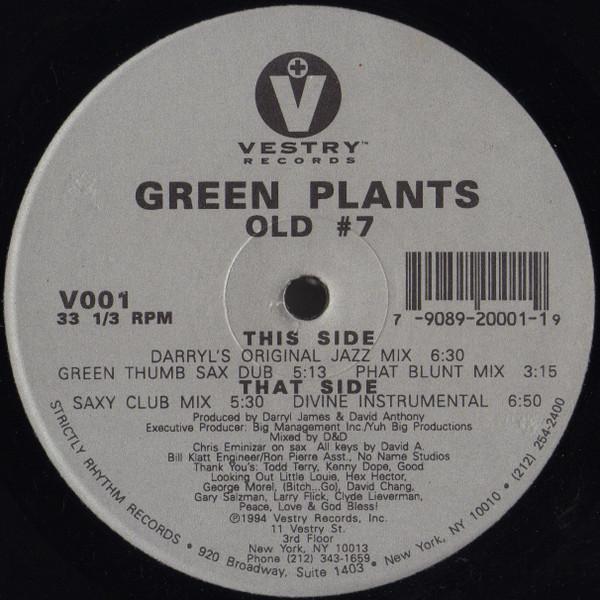 V
VESTRY™
RECORDS
GREEN PLANTS
OLD #7
V001
33 1/3 RPM
7 -9089-20001-1 9
THIS SIDE
DARRYL'S ORIGINAL JAZZ MIX 6:30
GREEN THUMB SAX DUB 5:13 PHAT BLUNT MIX 3:15
THAT SIDE
SAXY CLUB MIX 5:30 DIVINE INSTRUMENTAL 6:50
Produced by Darryl James & David Anthony
Executive Producer: Big Management Inc./Yuh Big Productions
Mixed by D&D
Chris Eminizar on sax All keys by David A.
Bill Klatt Engineer/Ron Pierre Asst., No Name Studios
Thank You's: Todd Terry, Kenny Dope, Good
Looking Out Little Louie, Hex Hector,
George Morel, (Bitch...Go), David Chang,
Gary Salzman, Larry Flick, Clyde Lieverman,
Peace, Love & God Bless!
℗1994 Vestry Records, Inc.
11 Vestry St.
3rd Floor
New York, NY 10013
Phone (212) 343-1659
STRICTLY RHYTHM RECORDS • 920 Broadway, Suite 1403 • New York, NY 10010 • (212) 254-2400